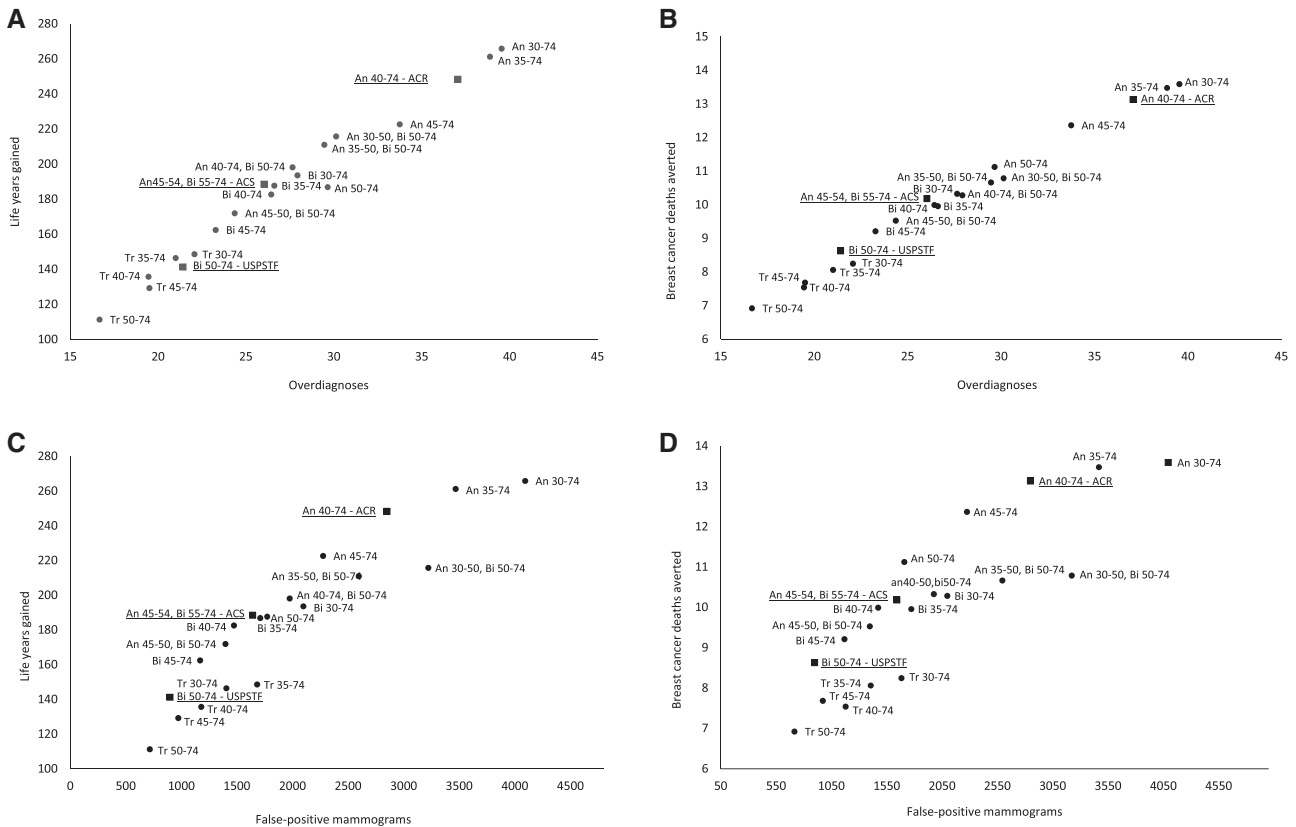 A
280
260
240
220
200
180
160
140
120
100
Life years gained
An 30-74
An 35-74
An 40-74 - ACR
An 45-74
An 30-50, Bi 50-74
An 35-50, Bi 50-74
An 40-74, Bi 50-74
Bi 30-74
An45-54, Bi 55-74 - ACS
Bi 35-74
An 50-74
Bi 40-74
An 45-50, Bi 50-74
Bi 45-74
Tr 35-74
Tr 30-74
Bi 50-74 - USPSTF
Tr 40-74
Tr 45-74
Tr 50-74
15 20 25 30 35 40 45
Overdiagnoses
B
15
14
13
12
11
10
9
8
7
6
Breast cancer deaths averted
An 30-74
An 35-74
An 40-74 - ACR
An 45-74
An 50-74
An 35-50, Bi 50-74
An 30-50, Bi 50-74
Bi 30-74
An 40-74, Bi 50-74
An 45-54, Bi 55-74 - ACS
Bi 40-74
Bi 35-74
An 45-50, Bi 50-74
Bi 45-74
Bi 50-74 - USPSTF
Tr 30-74
Tr 35-74
Tr 45-74
Tr 40-74
Tr 50-74
15 20 25 30 35 40 45
Overdiagnoses
C
280
260
240
220
200
180
160
140
120
100
Life years gained
An 30-74
An 35-74
An 40-74 - ACR
An 45-74
An 35-50, Bi 50-74
An 30-50, Bi 50-74
An 40-74, Bi 50-74
Bi 30-74
An 45-54, Bi 55-74 - ACS
An 50-74
Bi 40-74
Bi 35-74
An 45-50, Bi 50-74
Bi 45-74
Tr 30-74
Tr 35-74
Bi 50-74 - USPSTF
Tr 40-74
Tr 45-74
Tr 50-74
0 500 1000 1500 2000 2500 3000 3500 4000 4500
False-positive mammograms
D
14
13
12
11
10
9
8
7
6
Breast cancer deaths averted
An 35-74
An 30-74
An 40-74 - ACR
An 45-74
An 50-74
An 35-50, Bi 50-74
An 30-50, Bi 50-74
an40-50,bi50-74
An 45-54, Bi 55-74 - ACS
Bi 30-74
Bi 40-74
Bi 35-74
An 45-50, Bi 50-74
Bi 45-74
Bi 50-74 - USPSTF
Tr 30-74
Tr 35-74
Tr 45-74
Tr 40-74
Tr 50-74
50 550 1050 1550 2050 2550 3050 3550 4050 4550
False-positive mammograms